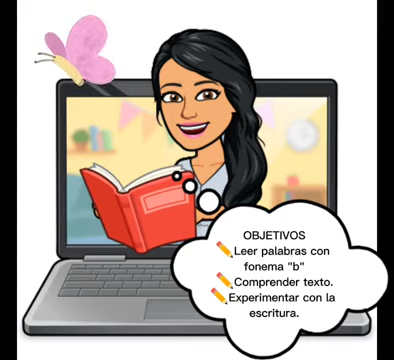 OBJETIVOS
✏️Leer palabras con
fonema "b"
✏️Comprender texto.
✏️Experimentar con la
escritura.